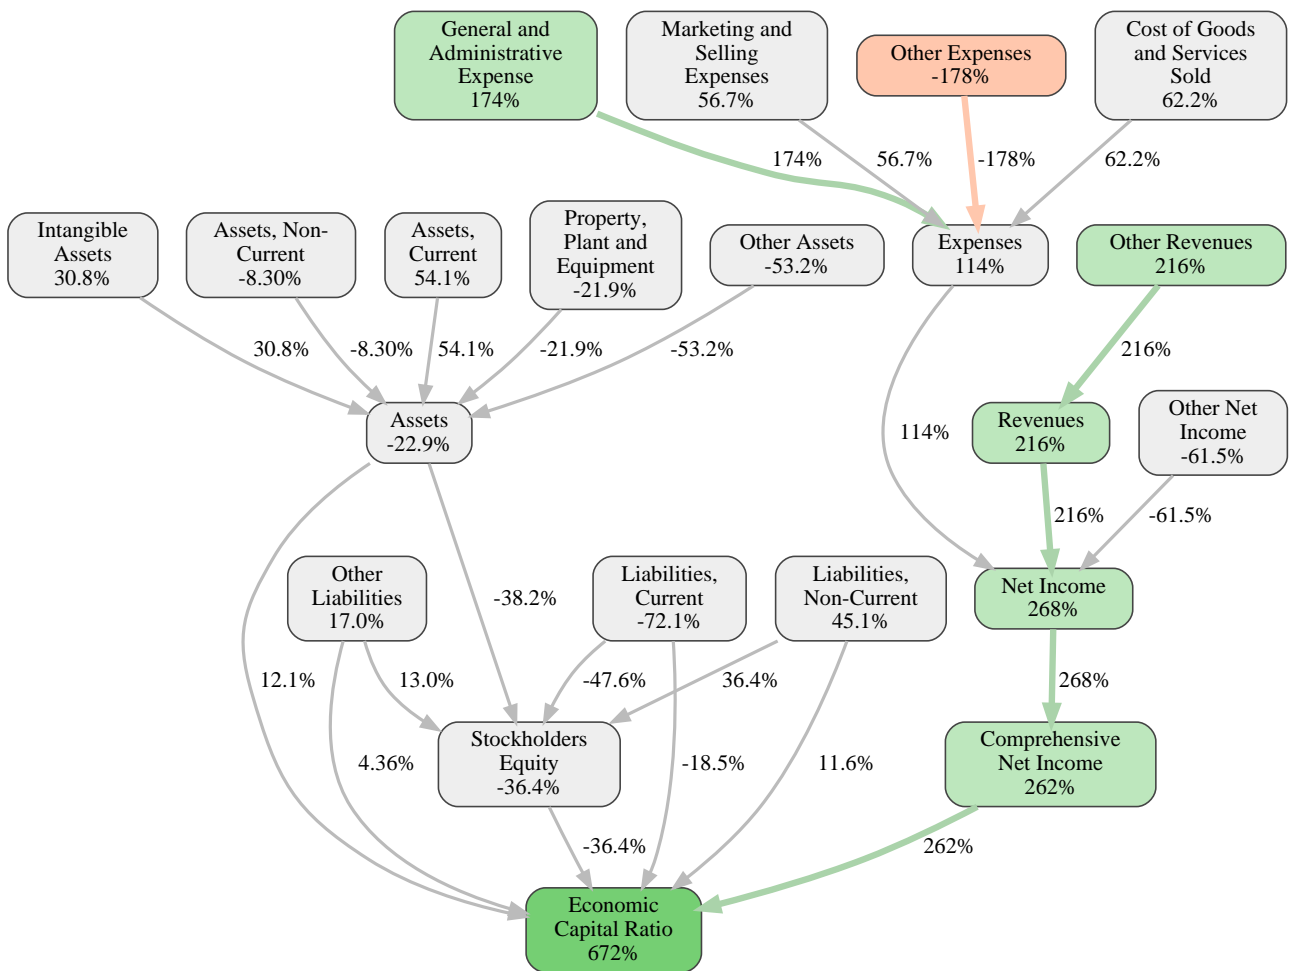 General and
Administrative
Expense
174%
Marketing and
Selling
Expenses
56.7%
Other Expenses
-178%
Cost of Goods
and Services
Sold
62.2%
174%
56.7%
-178%
62.2%
Intangible
Assets
30.8%
Assets, Non-
Current
-8.30%
Assets,
Current
54.1%
Property,
Plant and
Equipment
-21.9%
Other Assets
-53.2%
Expenses
114%
Other Revenues
216%
30.8%
-8.30%
54.1%
-21.9%
-53.2%
216%
Assets
-22.9%
114%
Revenues
216%
Other Net
Income
-61.5%
216%
-61.5%
Other
Liabilities
17.0%
-38.2%
Liabilities,
Current
-72.1%
Liabilities,
Non-Current
45.1%
Net Income
268%
12.1%
13.0%
-47.6%
36.4%
268%
4.36%
Stockholders
Equity
-36.4%
-18.5%
11.6%
Comprehensive
Net Income
262%
-36.4%
262%
Economic
Capital Ratio
672%